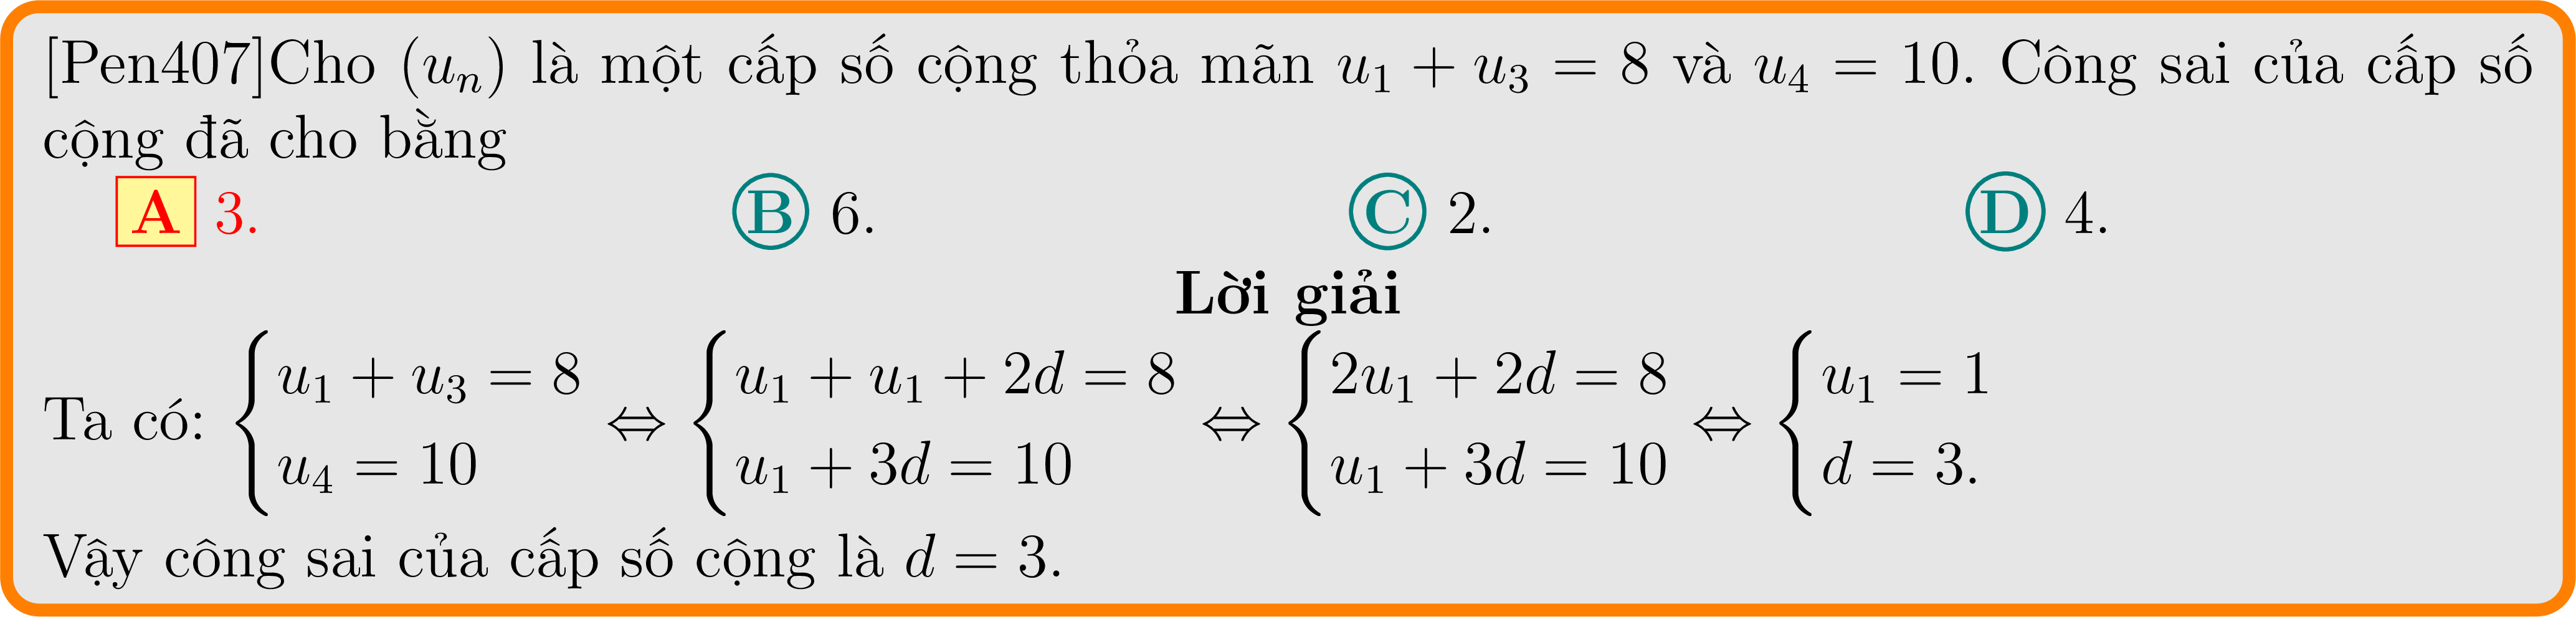 [Pen407]Cho $(u_n)$ là một cấp số cộng thỏa mãn $u_1 + u_3 = 8$ và $u_4 = 10$. Công sai của cấp số
cộng đã cho bằng
A 3. B 6. C 2. D 4.
Lời giải
Ta có: $\begin{cases} u_1 + u_3 = 8 \\ u_4 = 10 \end{cases} \Leftrightarrow \begin{cases} u_1 + u_1 + 2d = 8 \\ u_1 + 3d = 10 \end{cases} \Leftrightarrow \begin{cases} 2u_1 + 2d = 8 \\ u_1 + 3d = 10 \end{cases} \Leftrightarrow \begin{cases} u_1 = 1 \\ d = 3. \end{cases}$
Vậy công sai của cấp số cộng là $d = 3$.